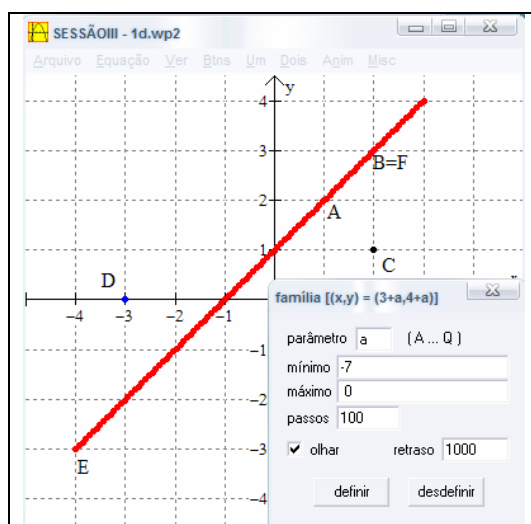 SESSÃOIII - 1d.wp2
Arquivo Equação Ver Btns Um Dois Anim Misc
y
4
3
B=F
2
A
1
C
D
-4 -3 -2 -1
-1
-2
-3
E
-4
família [(x,y) = (3+a,4+a)]
parâmetro a (A ... Q)
mínimo -7
máximo 0
passos 100
olhar retraso 1000
definir desdefinir